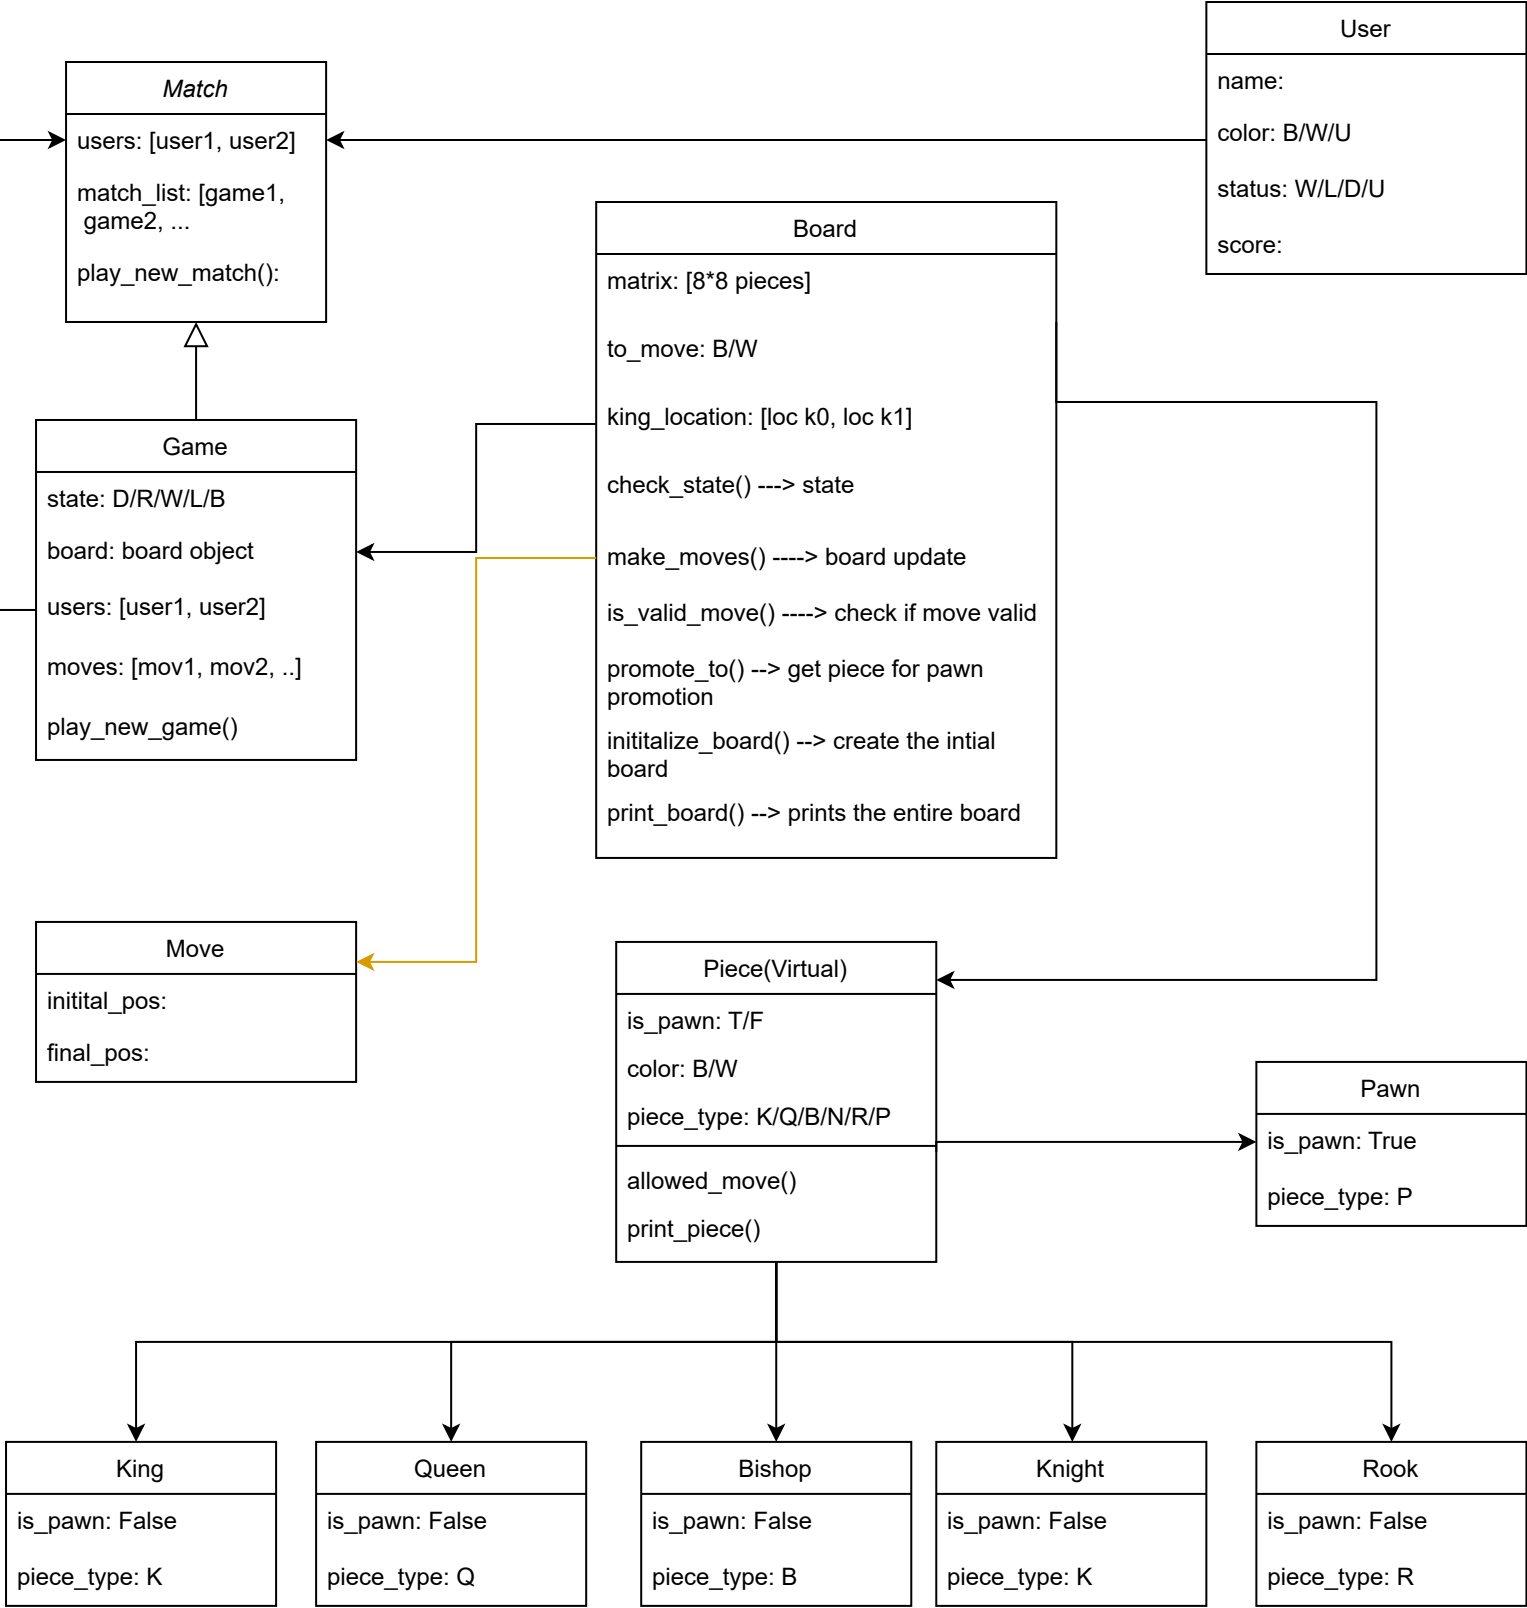 Match
users: [user1, user2]
match_list: [game1,
game2, ...
play_new_match():
User
name:
color: B/W/U
status: W/L/D/U
score:
Board
matrix: [8*8 pieces]
to_move: B/W
king_location: [loc k0, loc k1]
check_state() ---> state
make_moves() ----> board update
is_valid_move() ----> check if move valid
promote_to() --> get piece for pawn
promotion
inititalize_board() --> create the intial
board
print_board() --> prints the entire board
Game
state: D/R/W/L/B
board: board object
users: [user1, user2]
moves: [mov1, mov2, ..]
play_new_game()
Move
initital_pos:
final_pos:
Piece(Virtual)
is_pawn: T/F
color: B/W
piece_type: K/Q/B/N/R/P
allowed_move()
print_piece()
Pawn
is_pawn: True
piece_type: P
King
is_pawn: False
piece_type: K
Queen
is_pawn: False
piece_type: Q
Bishop
is_pawn: False
piece_type: B
Knight
is_pawn: False
piece_type: K
Rook
is_pawn: False
piece_type: R